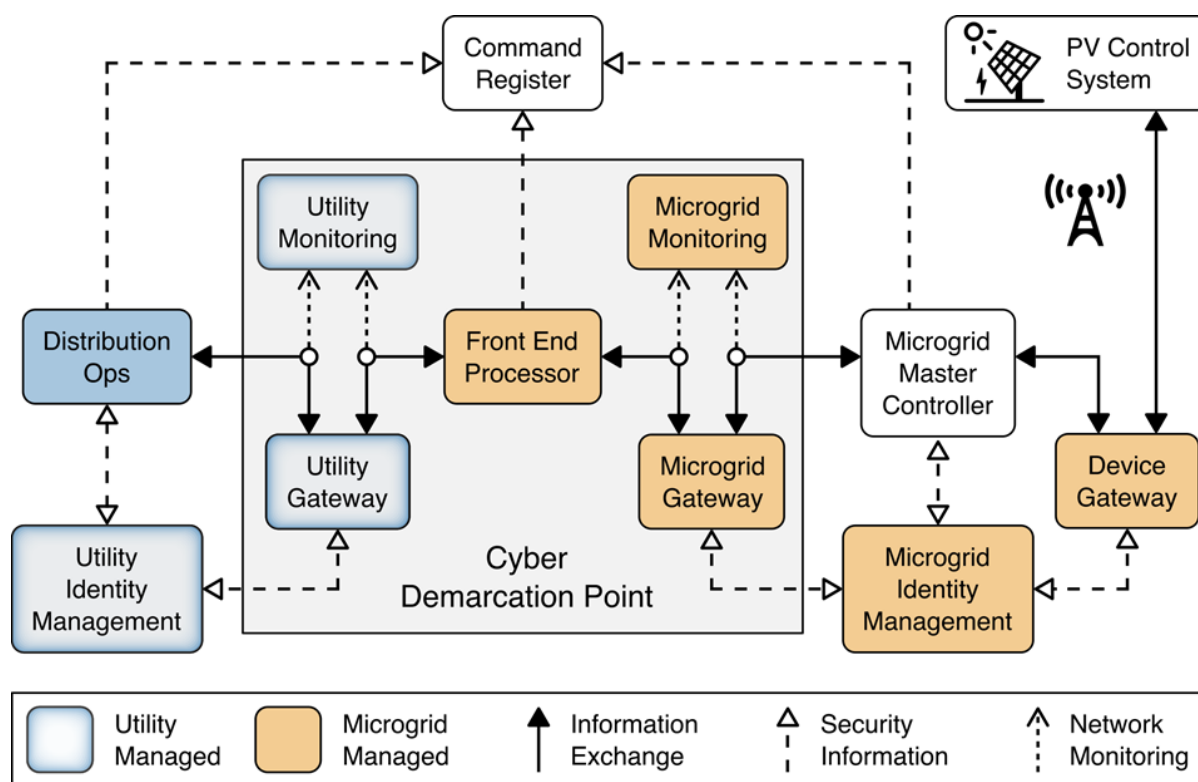 Command
Register
PV Control
System
Utility
Monitoring
Microgrid
Monitoring
Distribution
Ops
Front End
Processor
Microgrid
Master
Controller
Utility
Gateway
Microgrid
Gateway
Device
Gateway
Utility
Identity
Management
Cyber
Demarcation Point
Microgrid
Identity
Management
Utility
Managed
Microgrid
Managed
Information
Exchange
Security
Information
Network
Monitoring